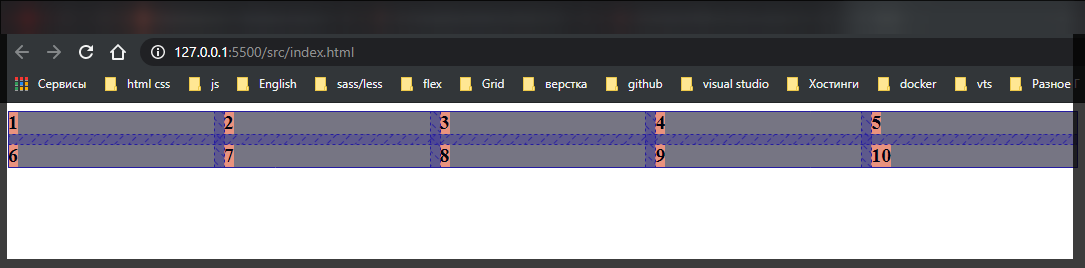 127.0.0.1:5500/src/index.html
Сервисы html css js English sass/less flex Grid верстка github visual studio Хостинги docker vts Разное
1 2 3 4 5
6 7 8 9 10